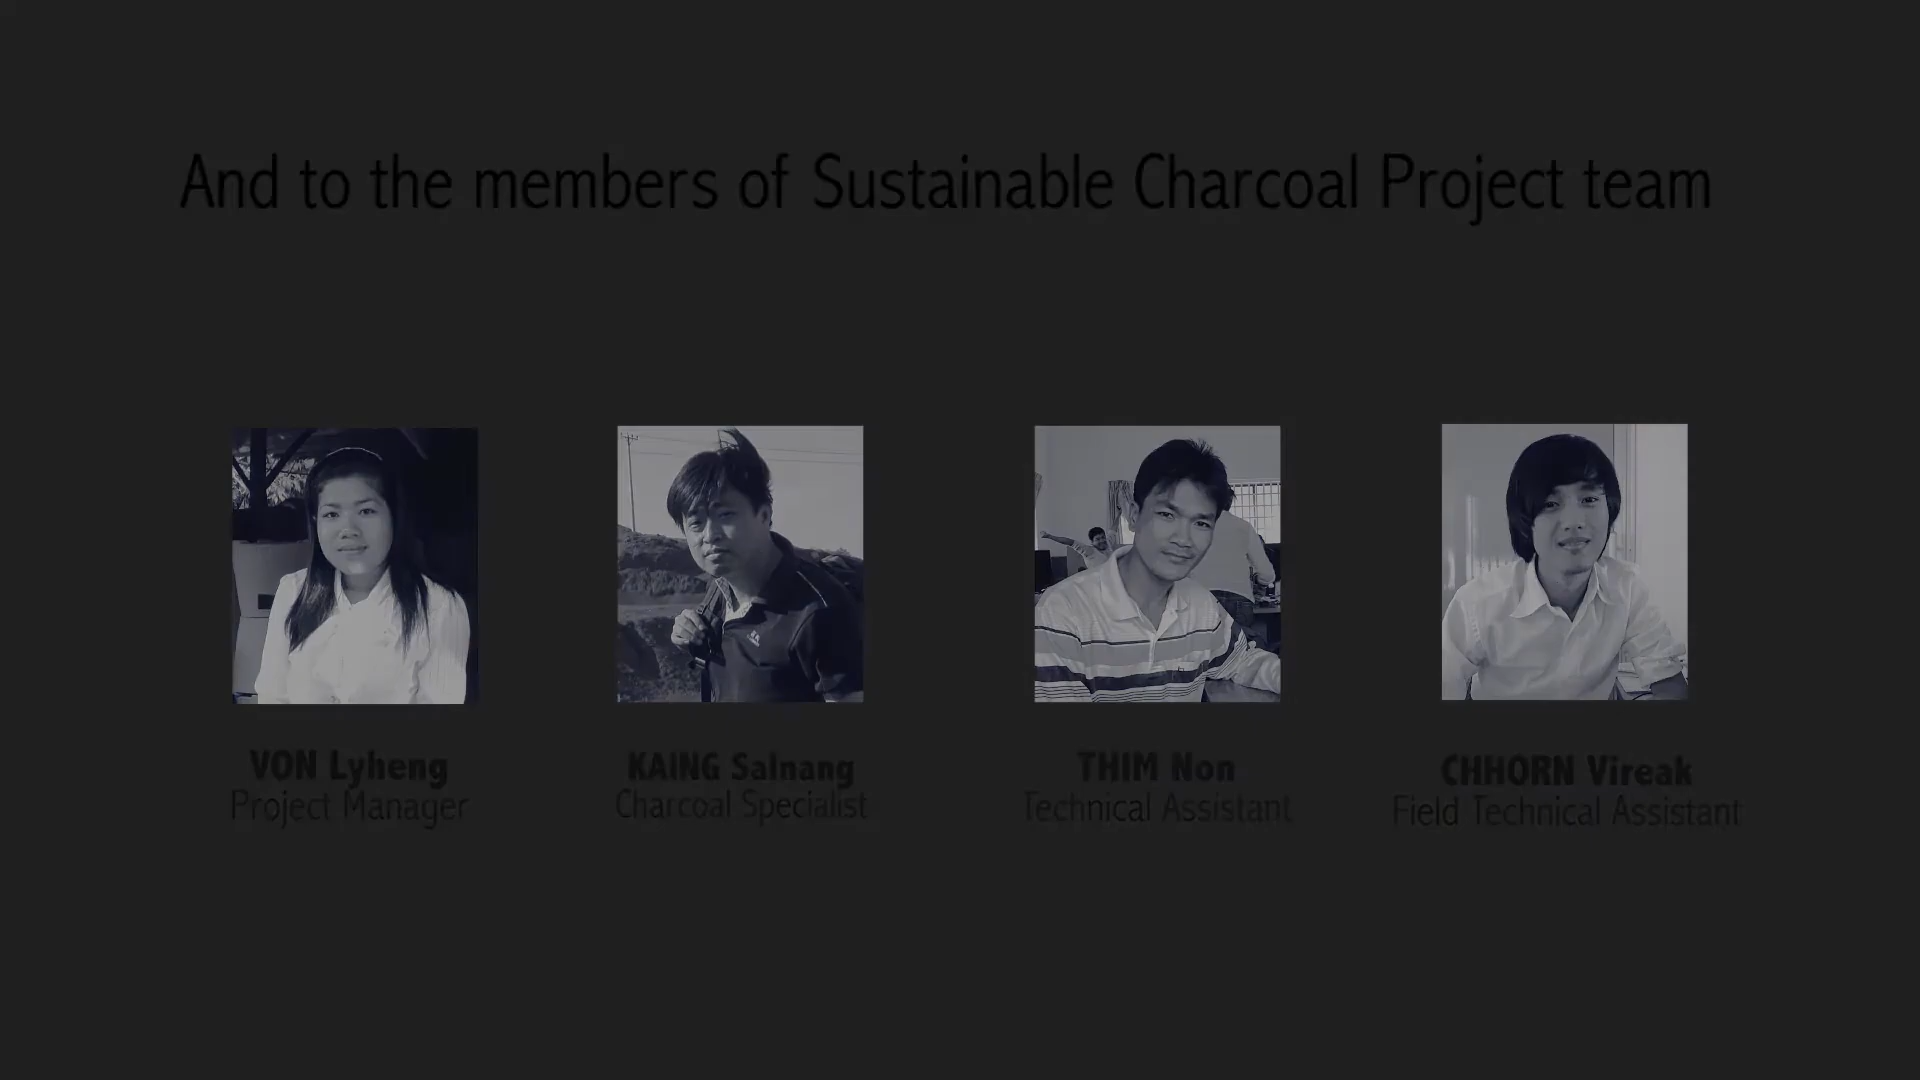 And to the members of Sustainable Charcoal Project team
VON Lyheng
Project Manager
KAING Salnang
Charcoal Specialist
THIM Non
Technical Assistant
CHHORN Vireak
Field Technical Assistant